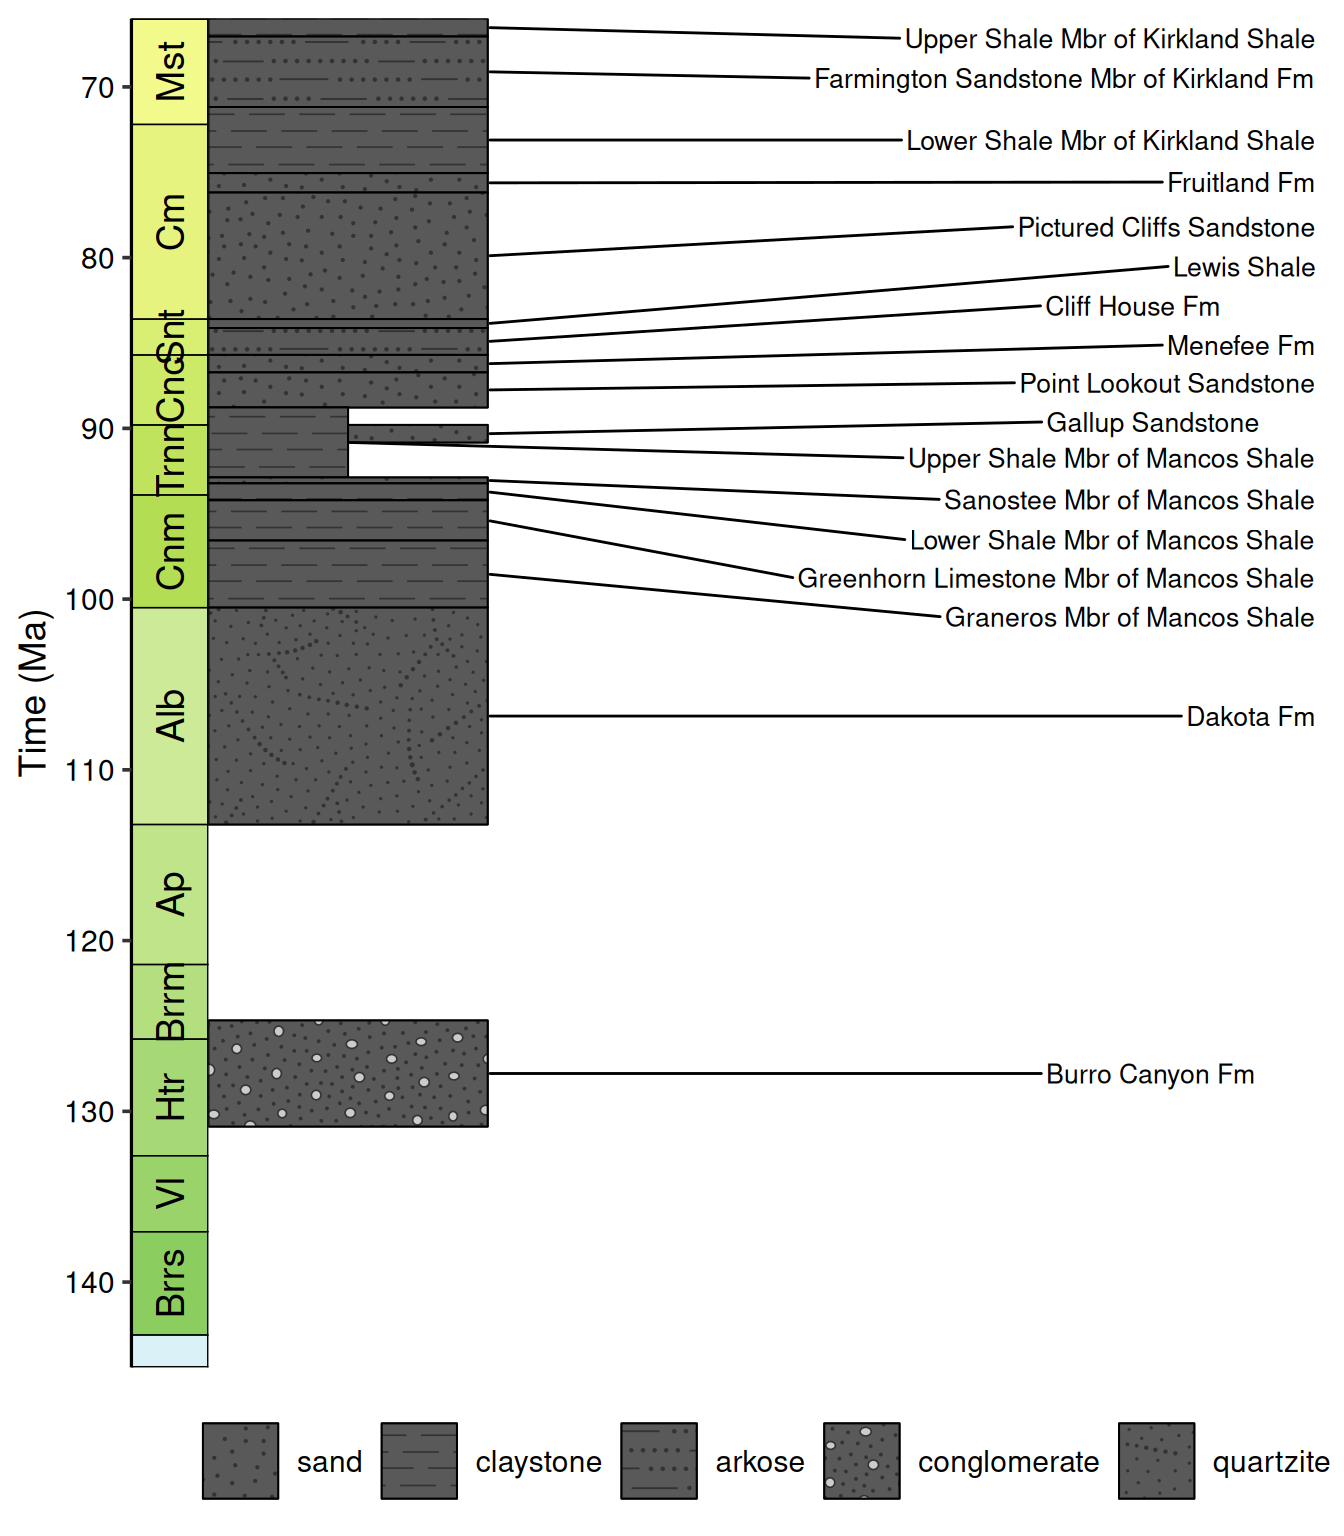 Time (Ma)
70
80
90
100
110
120
130
140
Mst
Cm
Snt
Cnc
Trnn
Cnm
Alb
Ap
Brrm
Htr
Vl
Brrs
Upper Shale Mbr of Kirkland Shale
Farmington Sandstone Mbr of Kirkland Fm
Lower Shale Mbr of Kirkland Shale
Fruitland Fm
Pictured Cliffs Sandstone
Lewis Shale
Cliff House Fm
Menefee Fm
Point Lookout Sandstone
Gallup Sandstone
Upper Shale Mbr of Mancos Shale
Sanostee Mbr of Mancos Shale
Lower Shale Mbr of Mancos Shale
Greenhorn Limestone Mbr of Mancos Shale
Graneros Mbr of Mancos Shale
Dakota Fm
Burro Canyon Fm
sand
claystone
arkose
conglomerate
quartzite